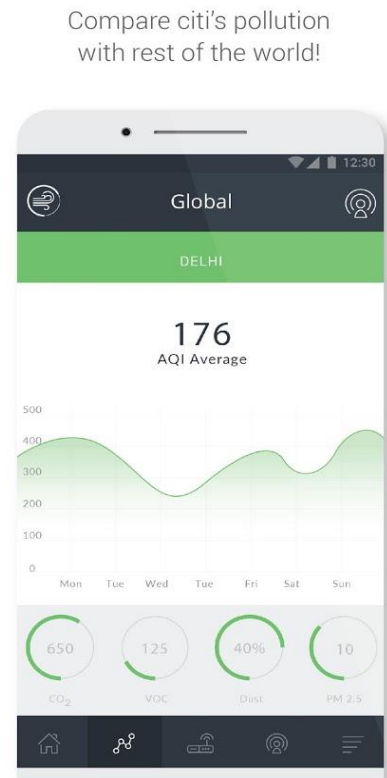 Compare citi's pollution
with rest of the world!
12:30
Global
DELHI
176
AQI Average
500
400
300
200
100
0
Mon Tue Wed Tue Fri Sat Sun
650 125 40% 10
CO₂ VOC Dust PM 2.5